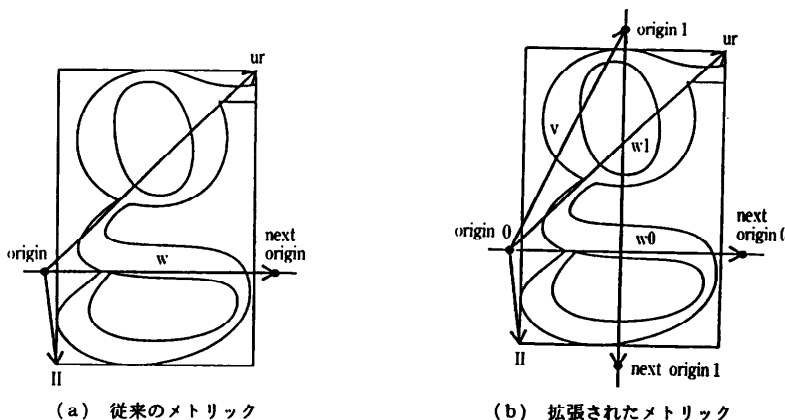 ur
origin
w
next
origin
ll
(a) 従来のメトリック
origin 1
ur
v
w1
origin 0
w0
next
origin 0
ll
next origin 1
(b) 拡張されたメトリック